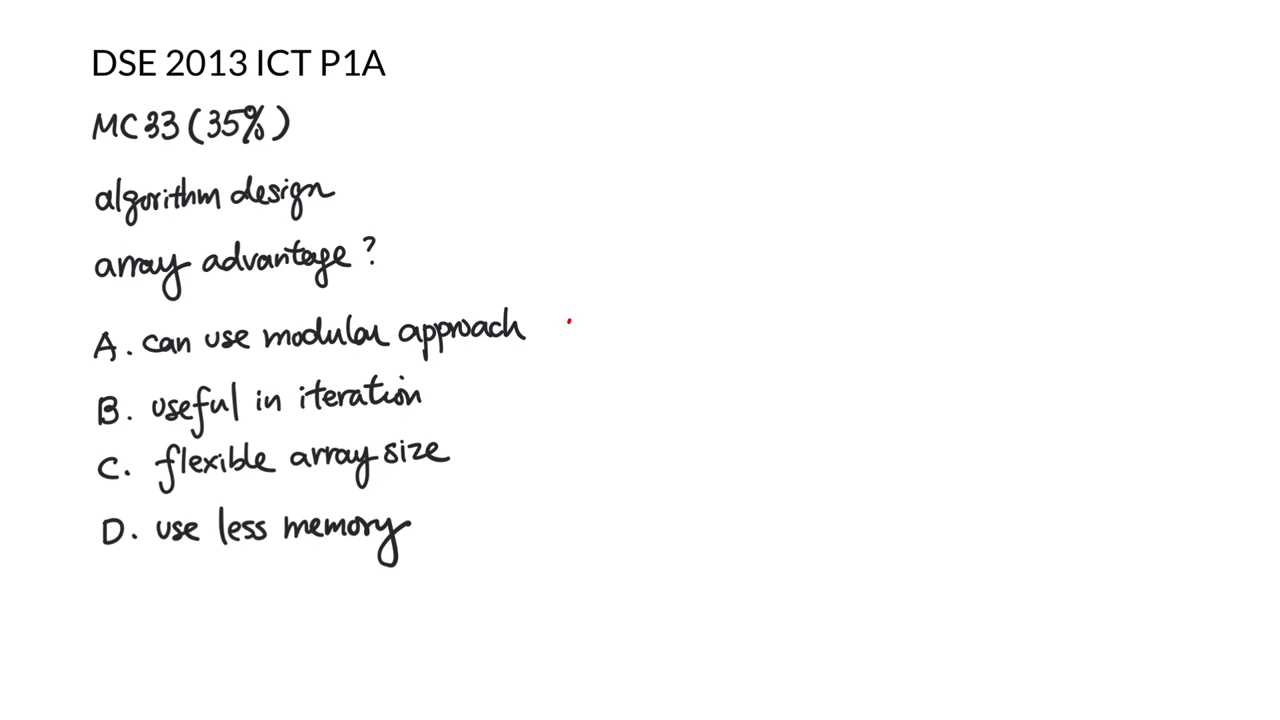 DSE 2013 ICT P1A
MC33(35%)
algorithm design
array advantage?
A. can use modular approach
B. useful in iteration
C. flexible array size
D. use less memory